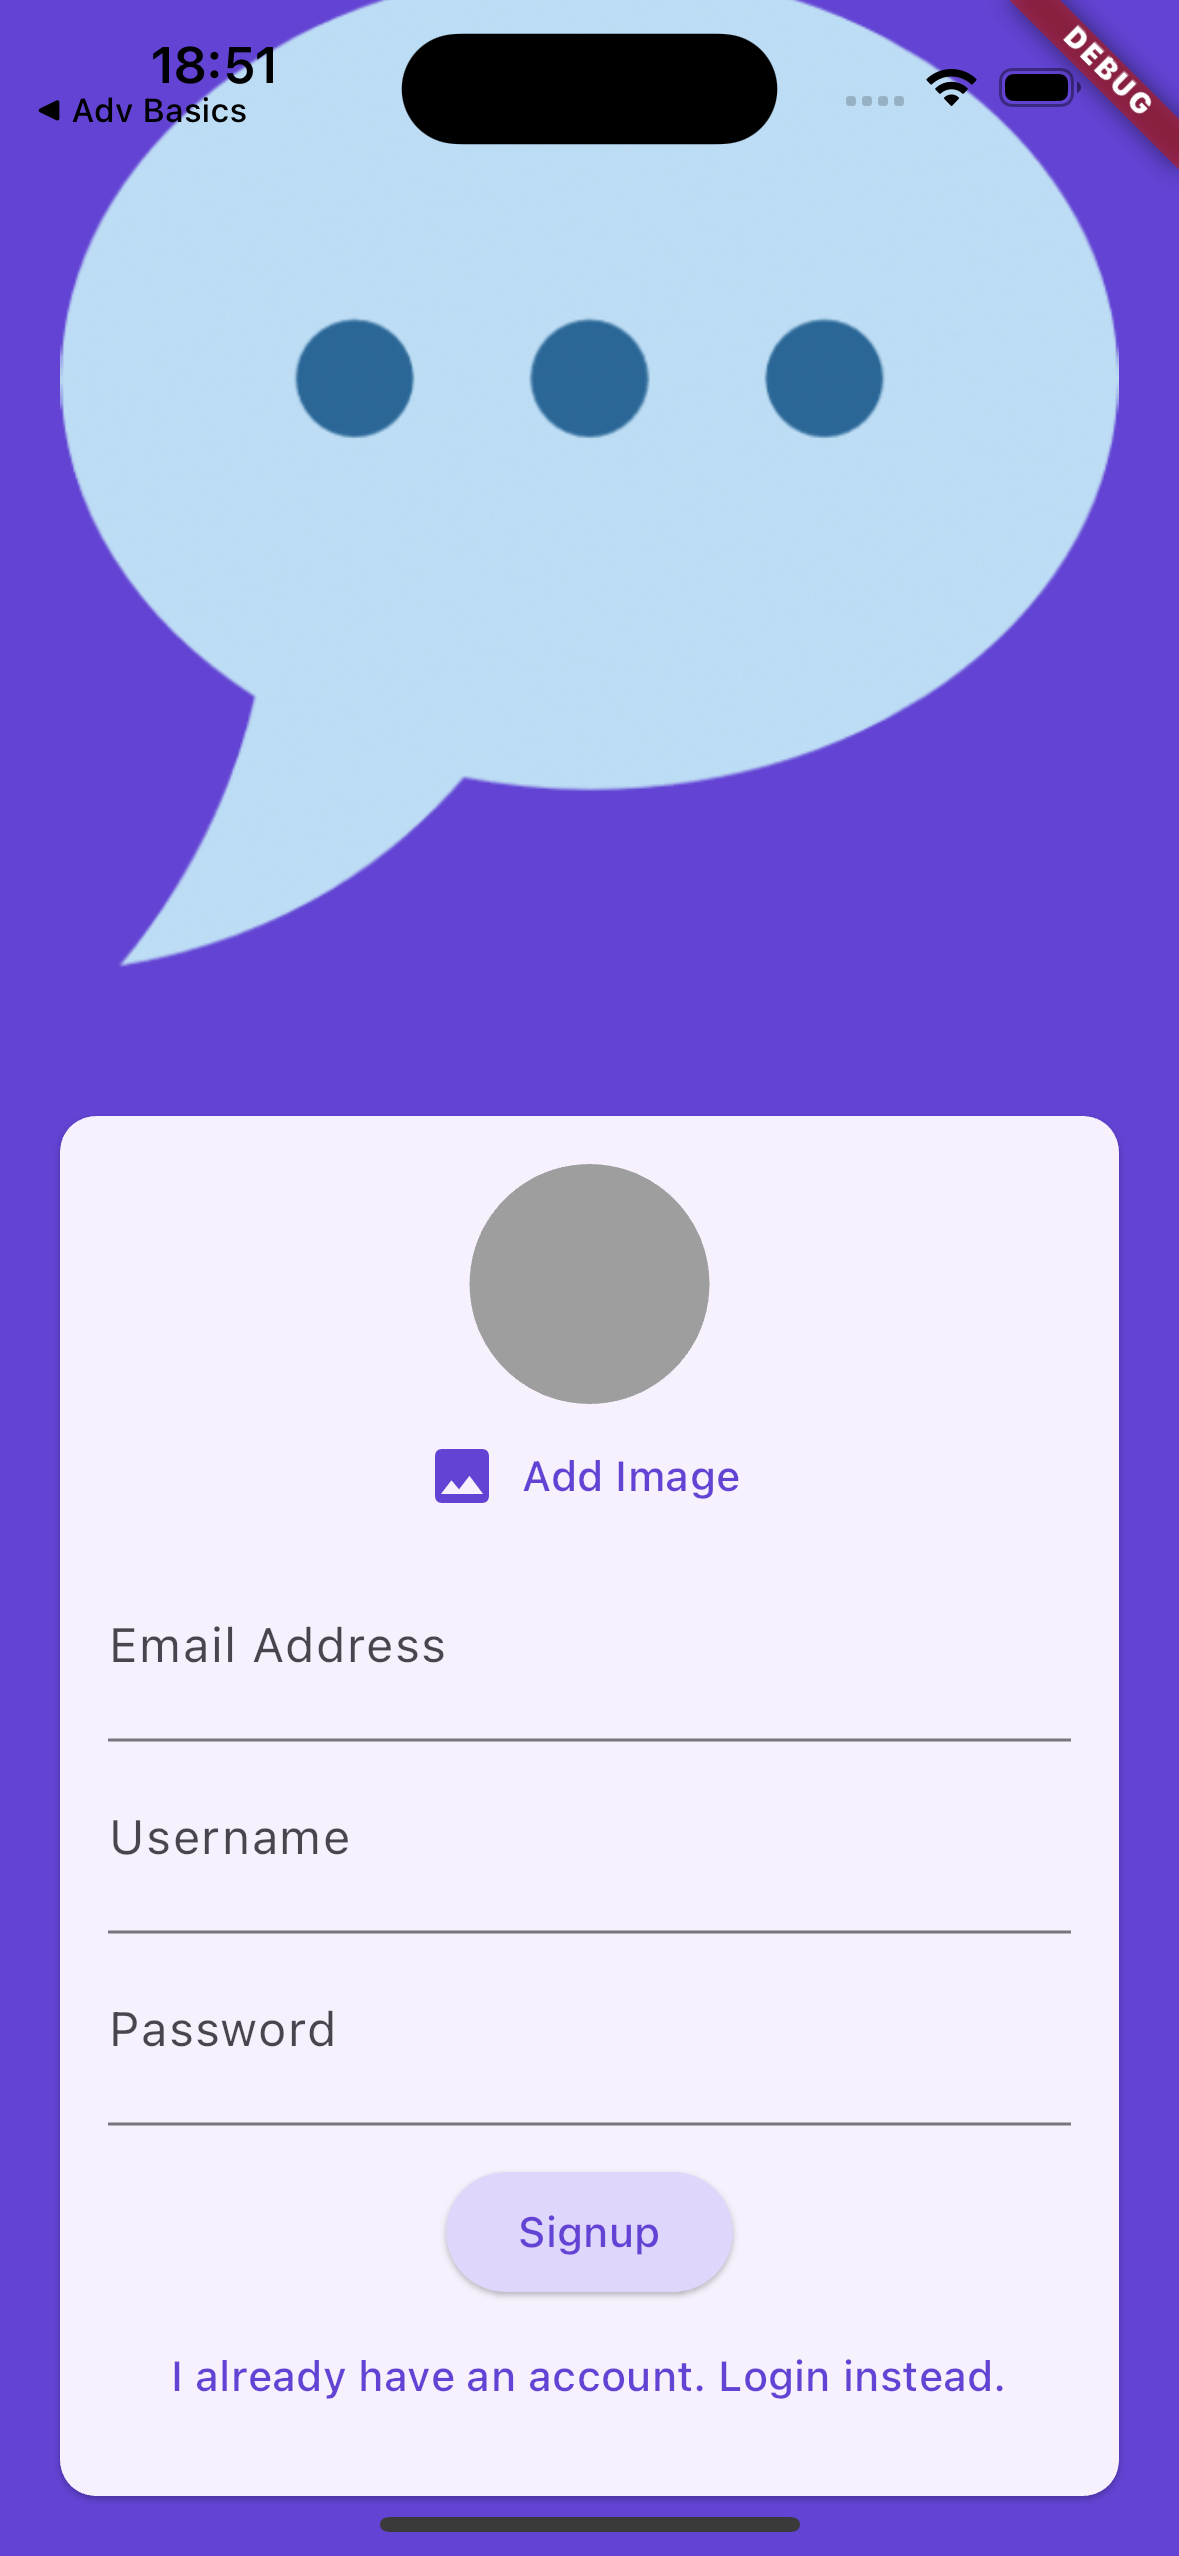 18:51
DEBUG
◀ Adv Basics
Add Image
Email Address
Username
Password
Signup
I already have an account. Login instead.